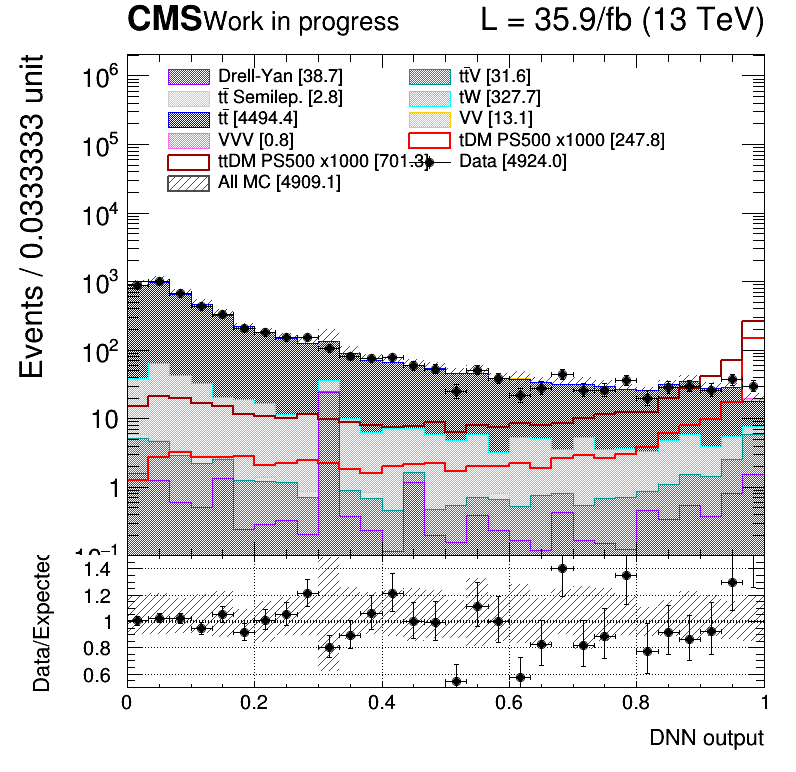 CMS Work in progress L = 35.9/fb (13 TeV)
Events / 0.0333333 unit
Drell-Yan [38.7] tt̄V [31.6]
tt̄ Semilep. [2.8] tW [327.7]
tt̄ [4494.4] VV [13.1]
VVV [0.8] tDM PS500 x1000 [247.8]
ttDM PS500 x1000 [701.3] Data [4924.0]
All MC [4909.1]
10⁶
10⁵
10⁴
10³
10²
10
1
10⁻¹
Data/Expected
1.4
1.2
1
0.8
0.6
0 0.2 0.4 0.6 0.8 1
DNN output